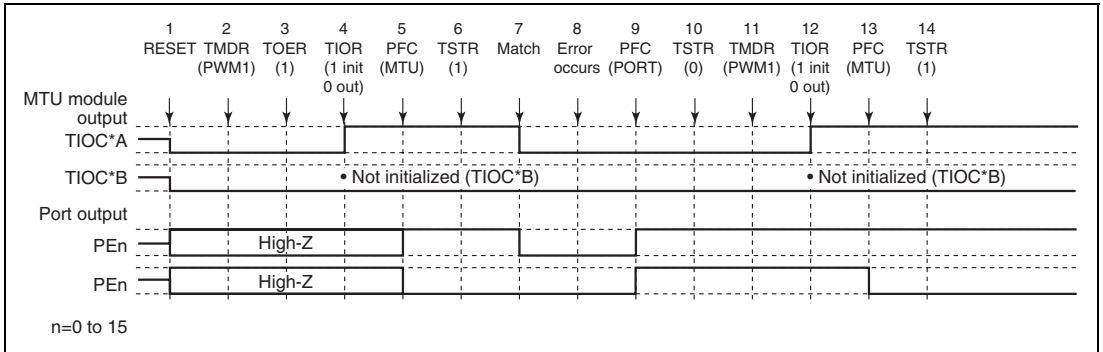 1 2 3 4 5 6 7 8 9 10 11 12 13 14
RESET TMDR TOER TIOR PFC TSTR Match Error PFC TSTR TMDR TIOR PFC TSTR
(PWM1) (1) (1 init (MTU) (1) occurs (PORT) (0) (PWM1) (1 init (MTU) (1)
0 out) 0 out)
MTU module
output
TIOC*A
TIOC*B • Not initialized (TIOC*B) • Not initialized (TIOC*B)
Port output
PEn High-Z
PEn High-Z
n=0 to 15